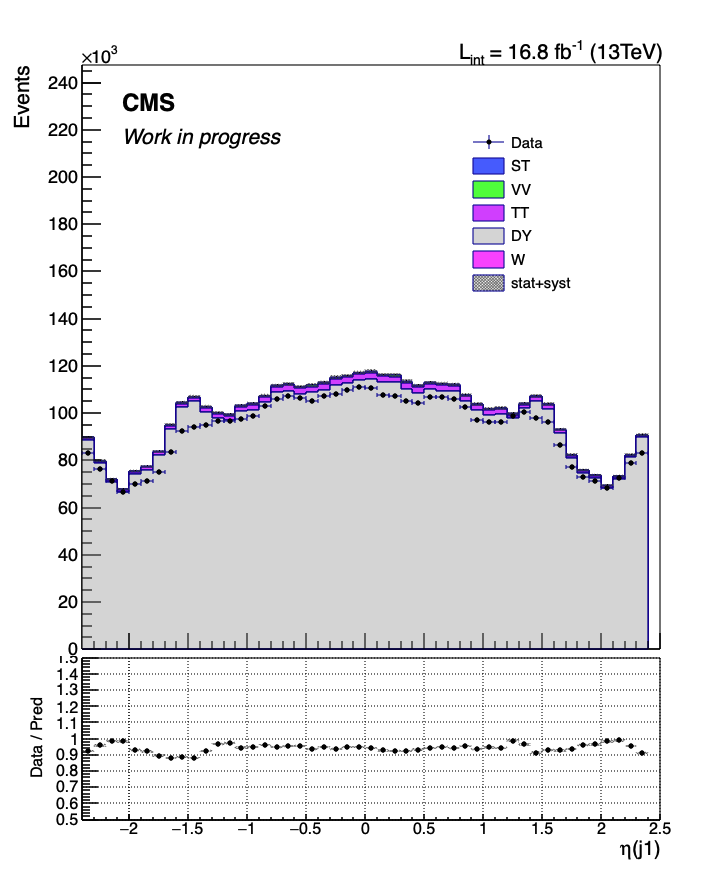 ×10³
L_int = 16.8 fb⁻¹ (13TeV)
Events
240
220
200
180
160
140
120
100
80
60
40
20
0
CMS
Work in progress
Data
ST
VV
TT
DY
W
stat+syst
Data / Pred
1.5
1.4
1.3
1.2
1.1
1
0.9
0.8
0.7
0.6
0.5
−2 −1.5 −1 −0.5 0 0.5 1 1.5 2 2.5
η(j1)